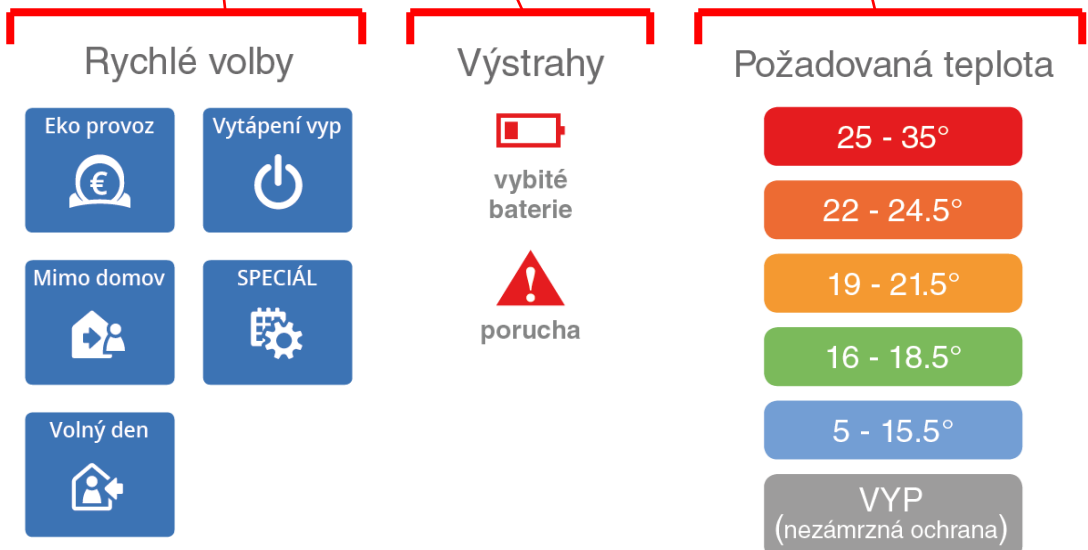 Rychlé volby
Eko provoz
Vytápení vyp
€
Mimo domov
SPECIÁL
Volný den
Výstrahy
vybité
baterie
!
porucha
Požadovaná teplota
25 - 35°
22 - 24.5°
19 - 21.5°
16 - 18.5°
5 - 15.5°
VYP
(nezámrzná ochrana)